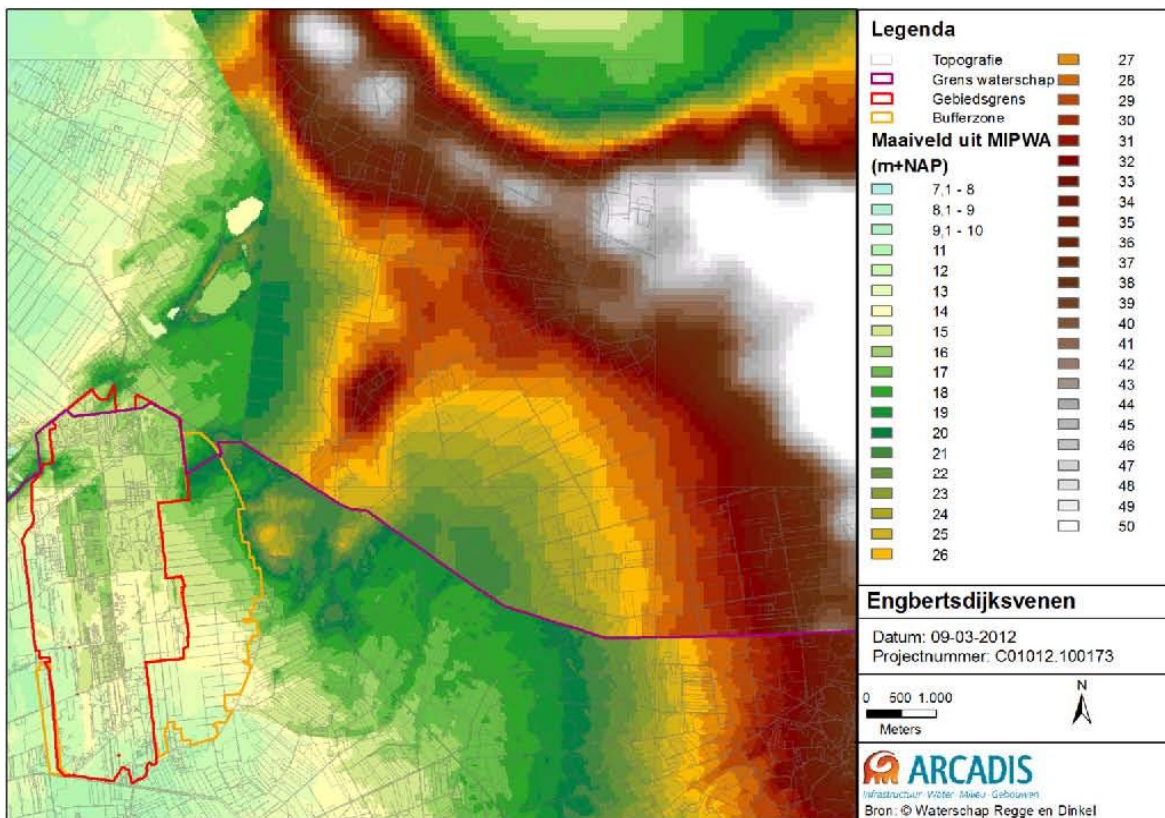 Legenda
Topografie
Grens waterschap
Gebiedsgrens
Bufferzone
Maaiveld uit MIPWA
(m+NAP)
7,1 - 8
8,1 - 9
9,1 - 10
11
12
13
14
15
16
17
18
19
20
21
22
23
24
25
26
27
28
29
30
31
32
33
34
35
36
37
38
39
40
41
42
43
44
45
46
47
48
49
50
Engbertsdijksvenen
Datum: 09-03-2012
Projectnummer: C01012.100173
0 500 1.000
Meters
N
ARCADIS
Infrastructuur · Water · Milieu · Gebouwen
Bron: © Waterschap Regge en Dinkel